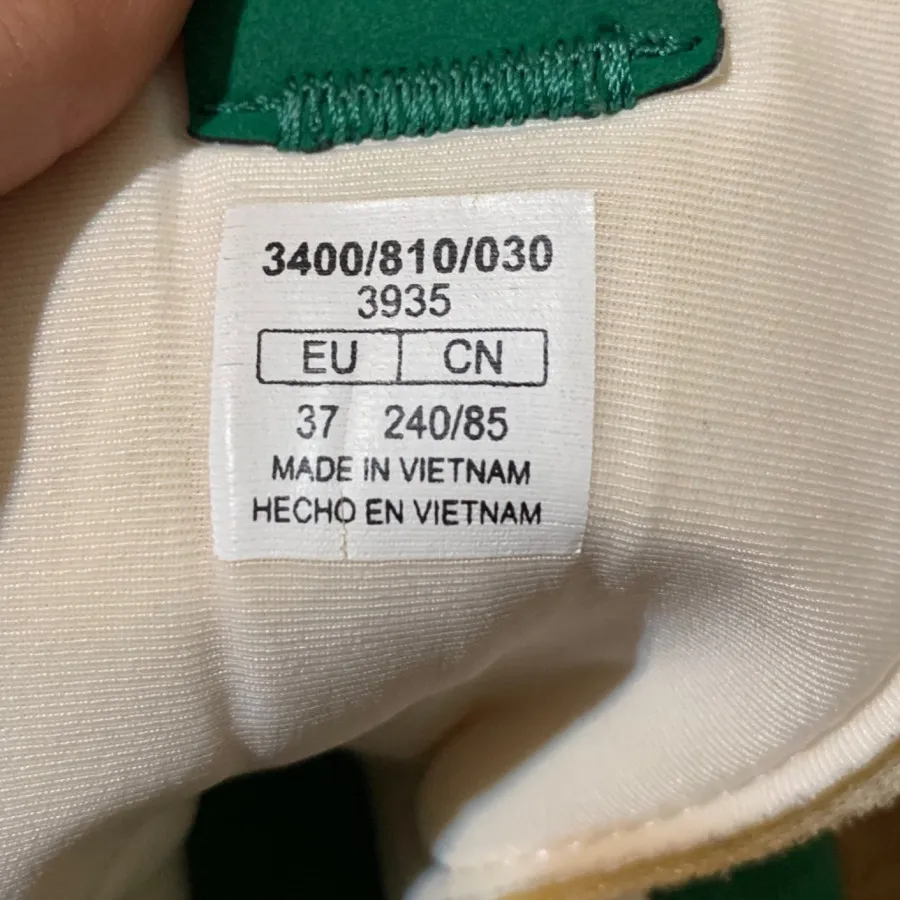 3400/810/030
3935
EU CN
37 240/85
MADE IN VIETNAM
HECHO EN VIETNAM